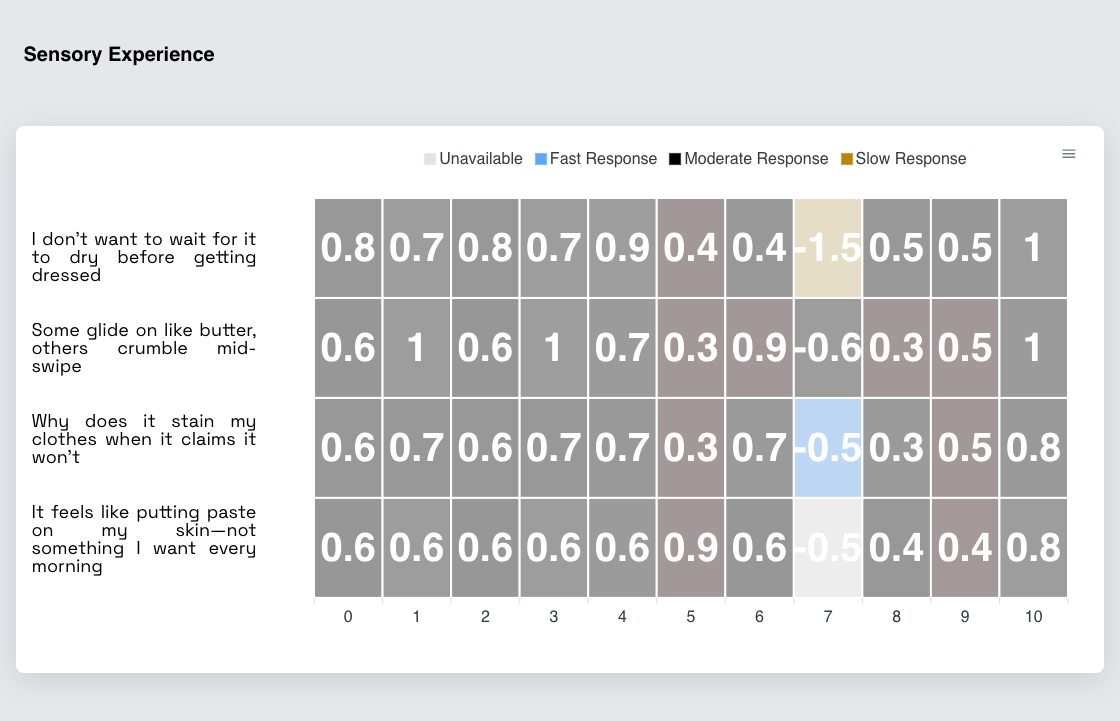 Sensory Experience
Unavailable Fast Response Moderate Response Slow Response
I don't want to wait for it
to dry before getting
dressed
0.8 0.7 0.8 0.7 0.9 0.4 0.4 -1.5 0.5 0.5 1
Some glide on like butter,
others crumble mid-
swipe
0.6 1 0.6 1 0.7 0.3 0.9 -0.6 0.3 0.5 1
Why does it stain my
clothes when it claims it
won't
0.6 0.7 0.6 0.7 0.7 0.3 0.7 -0.5 0.3 0.5 0.8
It feels like putting paste
on my skin—not
something I want every
morning
0.6 0.6 0.6 0.6 0.6 0.9 0.6 -0.5 0.4 0.4 0.8
0 1 2 3 4 5 6 7 8 9 10